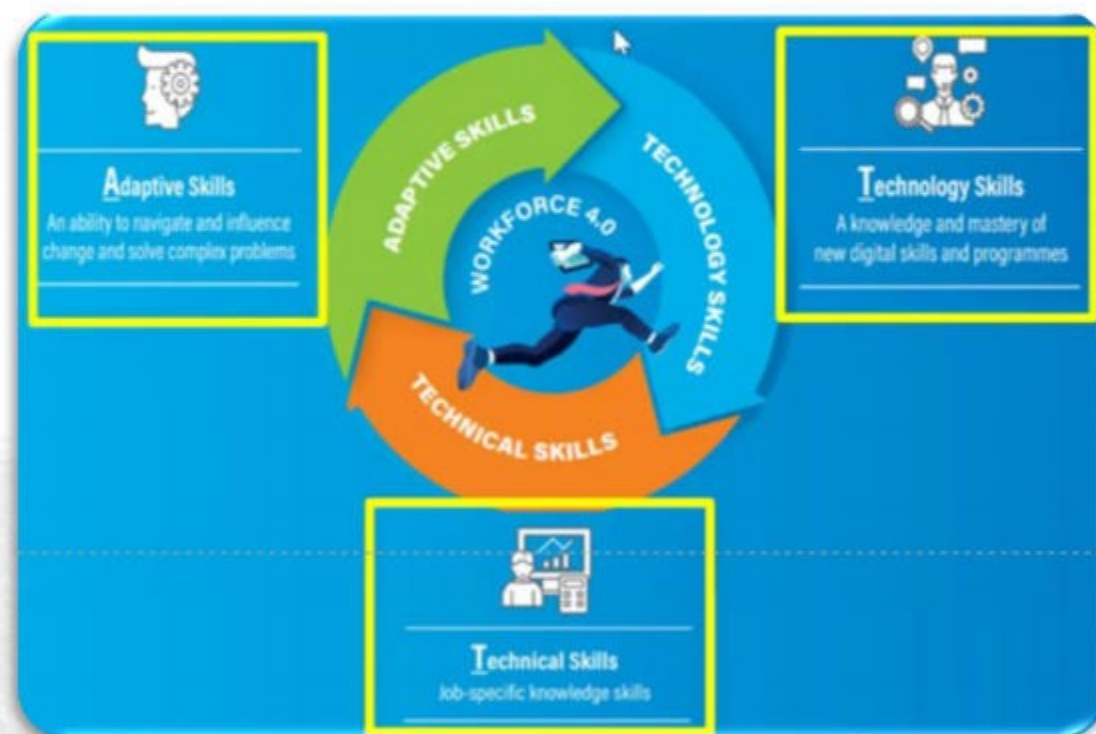 Adaptive Skills
An ability to navigate and influence
change and solve complex problems
ADAPTIVE SKILLS
TECHNOLOGY SKILLS
TECHNICAL SKILLS
WORKFORCE 4.0
Technology Skills
A knowledge and mastery of
new digital skills and programmes
Technical Skills
Job-specific knowledge skills